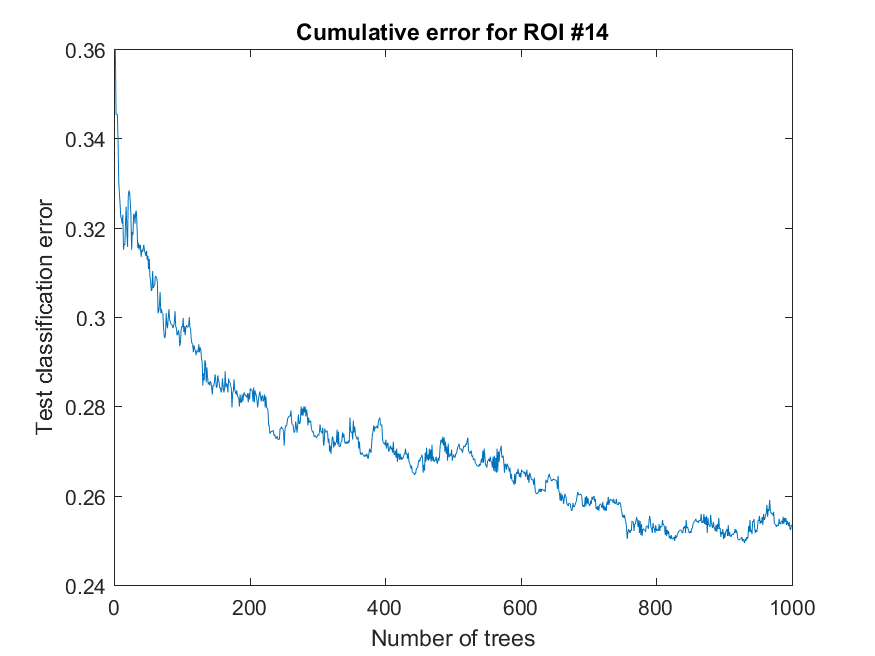 Cumulative error for ROI #14
0.36
0.34
0.32
0.3
0.28
0.26
0.24
Test classification error
0 200 400 600 800 1000
Number of trees